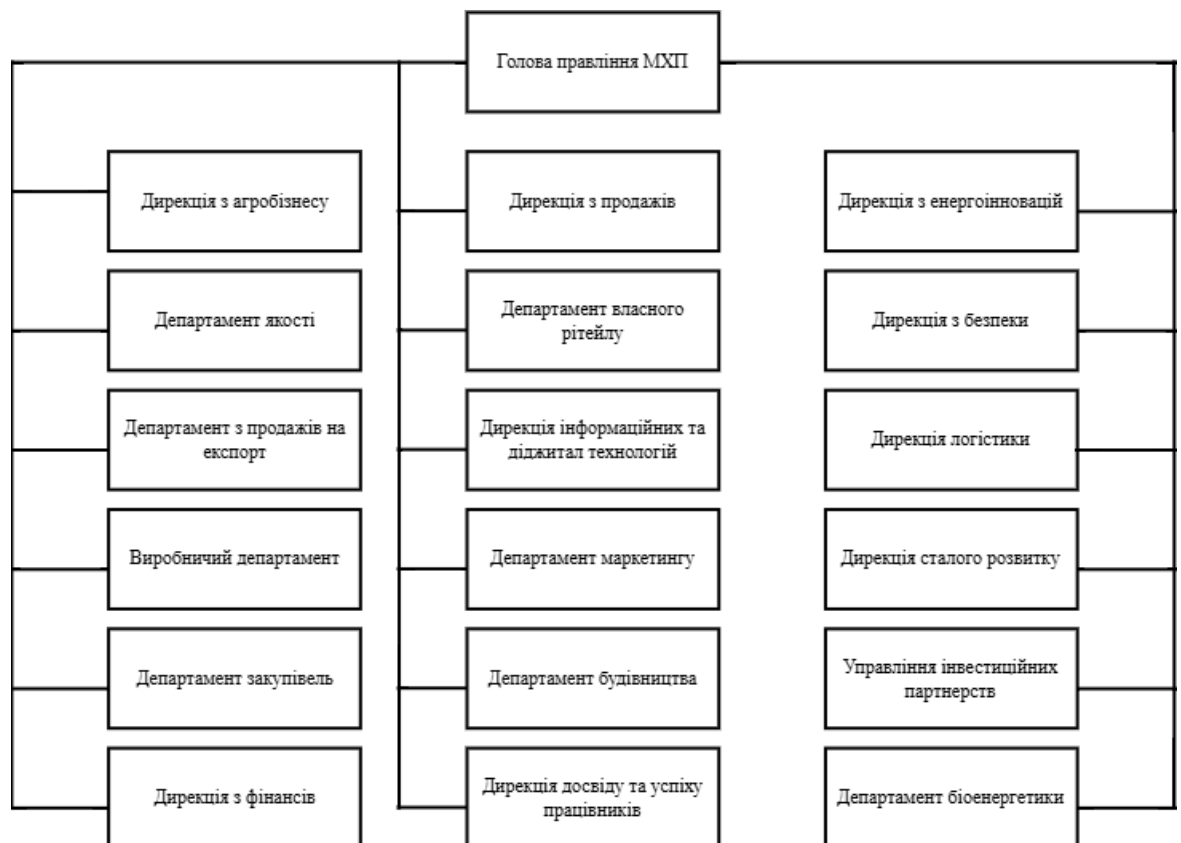 Голова правління МХП
Дирекція з агробізнесу
Дирекція з продажів
Дирекція з енергоінновацій
Департамент якості
Департамент власного
рітейлу
Дирекція з безпеки
Департамент з продажів на
експорт
Дирекція інформаційних та
діджитал технологій
Дирекція логістики
Виробничий департамент
Департамент маркетингу
Дирекція сталого розвитку
Департамент закупівель
Департамент будівництва
Управління інвестиційних
партнерств
Дирекція з фінансів
Дирекція досвіду та успіху
працівників
Департамент біоенергетики